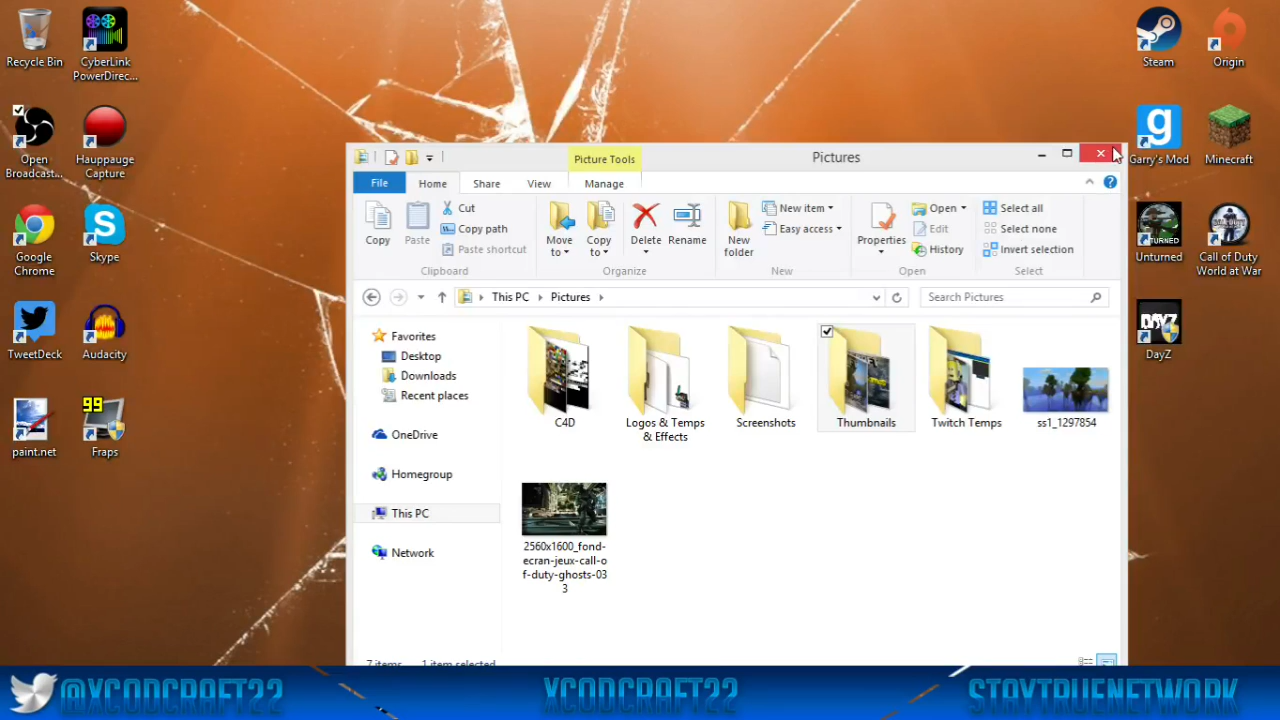 Recycle Bin
CyberLink
PowerDirec...
Open
Broadcast...
Hauppauge
Capture
Google
Chrome
Skype
TweetDeck
Audacity
paint.net
99
Fraps
Steam
Origin
g
Garry's Mod
Minecraft
TURNED
Unturned
Call of Duty
World at War
DAYZ
DayZ
Picture Tools
Pictures
File
Home
Share
View
Manage
Copy
Paste
Cut
Copy path
Paste shortcut
Clipboard
Move
to
Copy
to
Delete
Rename
Organize
New
folder
New item
Easy access
New
Properties
Open
Edit
History
Open
Select all
Select none
Invert selection
Select
This PC
Pictures
Search Pictures
Favorites
Desktop
Downloads
Recent places
OneDrive
Homegroup
This PC
Network
C4D
Logos & Temps
& Effects
Screenshots
Thumbnails
Twitch Temps
ss1_1297854
2560x1600_fond-
ecran-jeux-call-o
f-duty-ghosts-03
3
7 items
1 item selected
@XCODCRAFT22
XCODCRAFT22
STAYTRUENETWORK